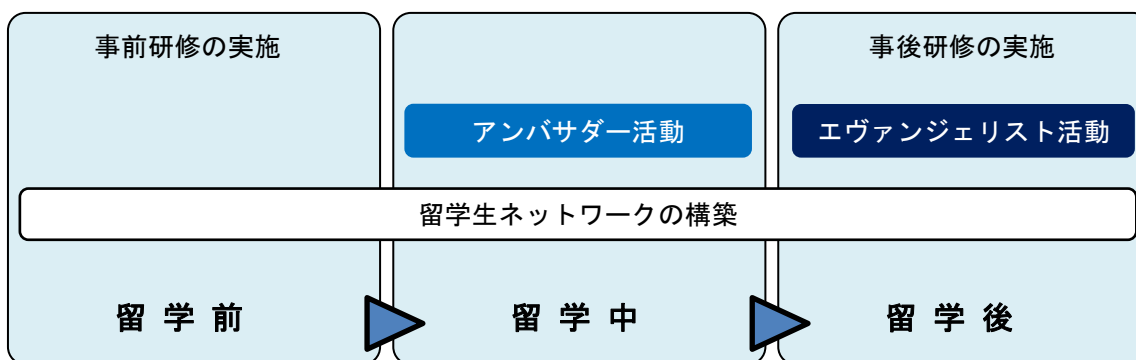 事前研修の実施
事後研修の実施
アンバサダー活動
エヴァンジェリスト活動
留学生ネットワークの構築
留学前
留学中
留学後